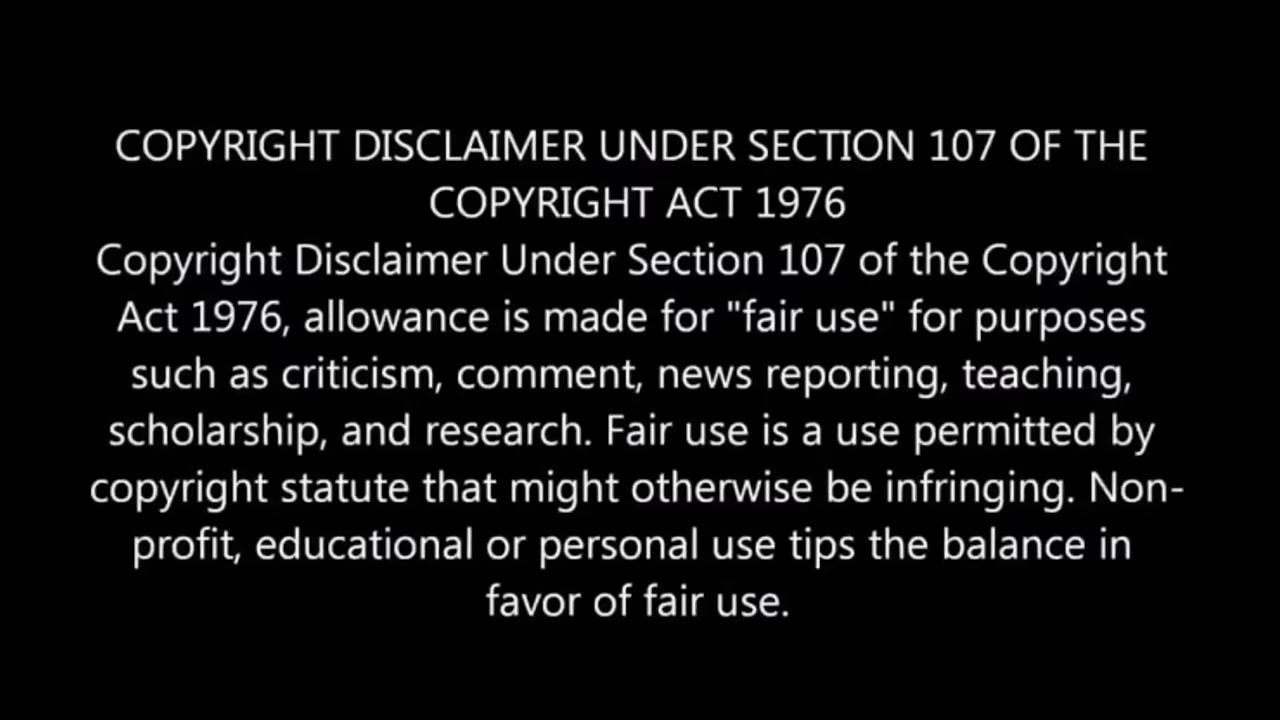 COPYRIGHT DISCLAIMER UNDER SECTION 107 OF THE
COPYRIGHT ACT 1976
Copyright Disclaimer Under Section 107 of the Copyright
Act 1976, allowance is made for "fair use" for purposes
such as criticism, comment, news reporting, teaching,
scholarship, and research. Fair use is a use permitted by
copyright statute that might otherwise be infringing. Non-
profit, educational or personal use tips the balance in
favor of fair use.